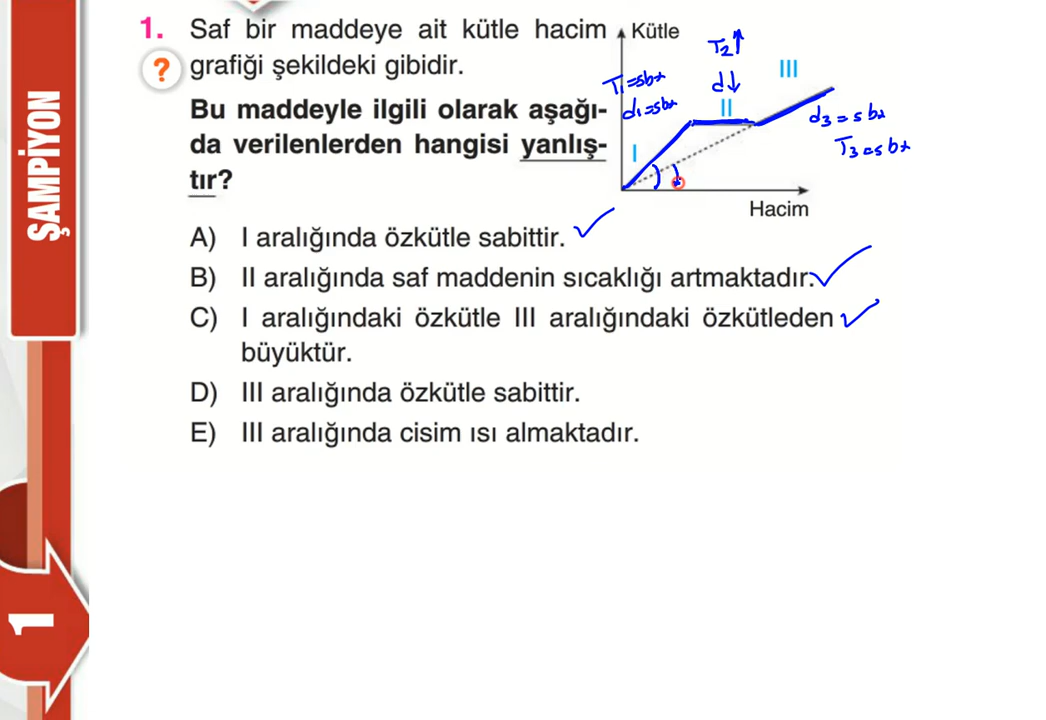 1. Saf bir maddeye ait kütle hacim
? grafiği şekildeki gibidir.
Bu maddeyle ilgili olarak aşağı-
da verilenlerden hangisi yanlış-
tır?
Kütle
T₂↑
d↓
T₁=sbt
d₁=sbt
I
II
III
d₃=sbt
T₃=sbt
Hacim
A) I aralığında özkütle sabittir.
B) II aralığında saf maddenin sıcaklığı artmaktadır.
C) I aralığındaki özkütle III aralığındaki özkütleden
büyüktür.
D) III aralığında özkütle sabittir.
E) III aralığında cisim ısı almaktadır.
ŞAMPİYON
1